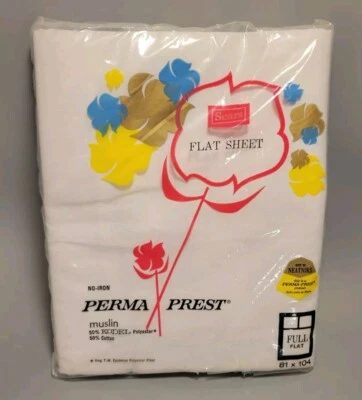 Sears
FLAT SHEET
NO-IRON
PERMA PREST®
muslin
50% KODEL Polyester*
50% Cotton
FULL
FLAT
81 x 104